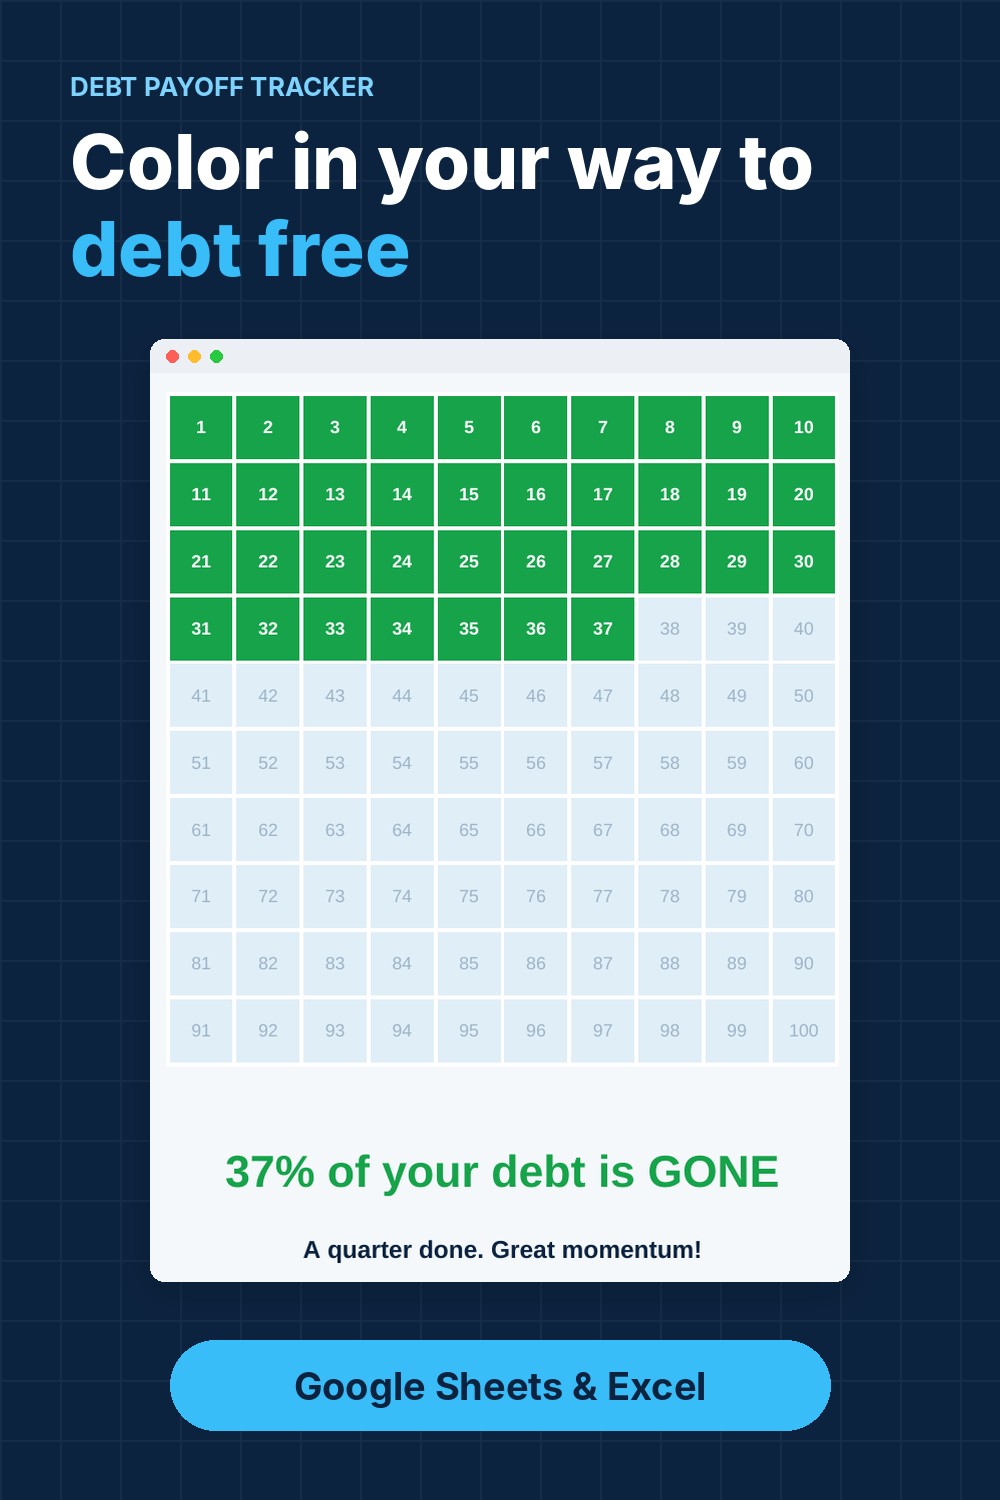 DEBT PAYOFF TRACKER
Color in your way to
debt free
1 2 3 4 5 6 7 8 9 10
11 12 13 14 15 16 17 18 19 20
21 22 23 24 25 26 27 28 29 30
31 32 33 34 35 36 37 38 39 40
41 42 43 44 45 46 47 48 49 50
51 52 53 54 55 56 57 58 59 60
61 62 63 64 65 66 67 68 69 70
71 72 73 74 75 76 77 78 79 80
81 82 83 84 85 86 87 88 89 90
91 92 93 94 95 96 97 98 99 100
37% of your debt is GONE
A quarter done. Great momentum!
Google Sheets & Excel